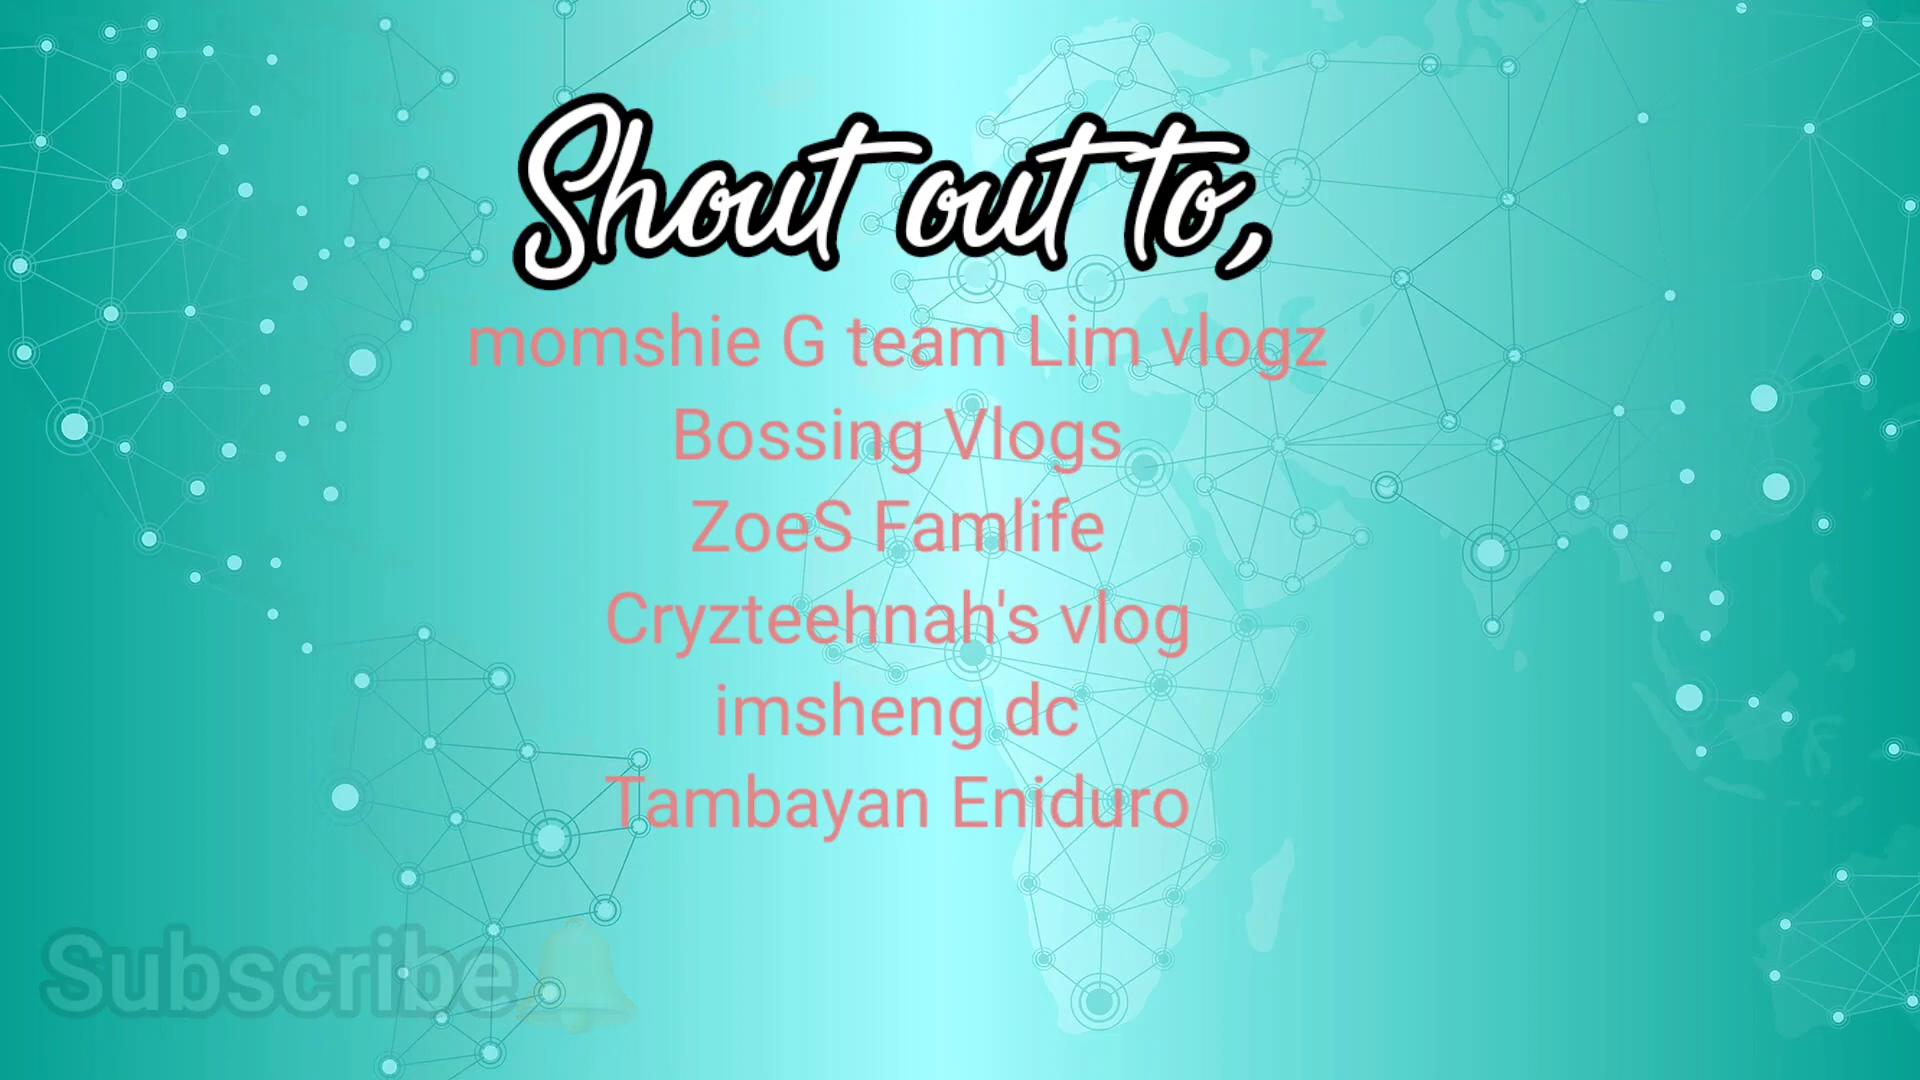 Shout out to,
momshie G team Lim vlogz
Bossing Vlogs
ZoeS Famlife
Cryzteehnah's vlog
imsheng dc
Tambayan Eniduro
Subscribe